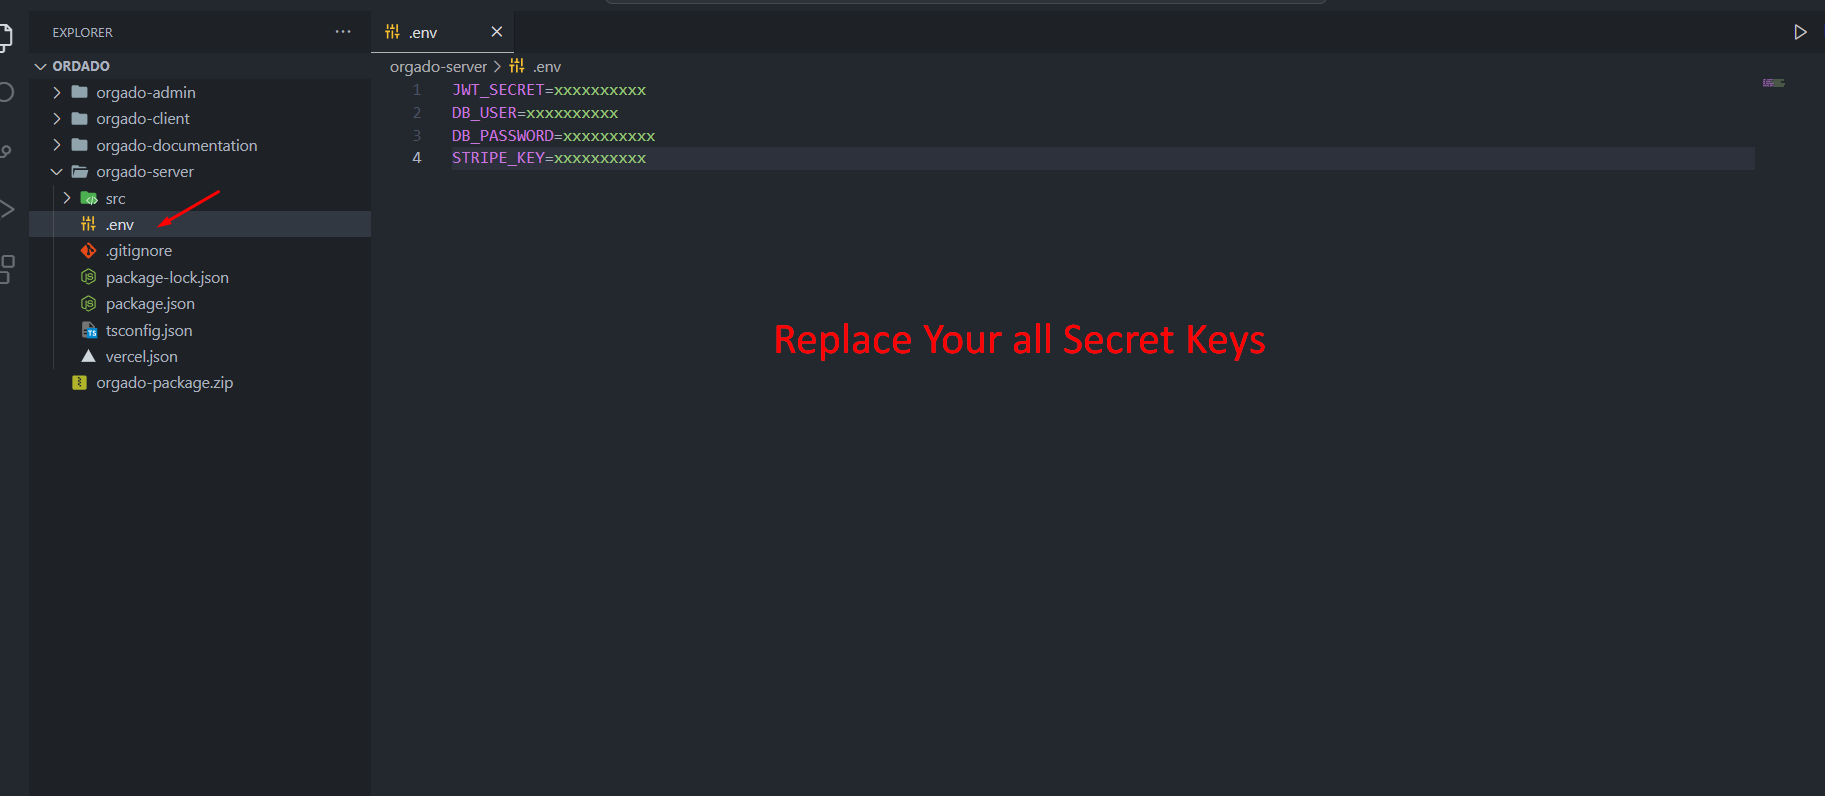 EXPLORER
ORDADO
orgado-admin
orgado-client
orgado-documentation
orgado-server
src
.env
.gitignore
package-lock.json
package.json
tsconfig.json
vercel.json
orgado-package.zip
.env
orgado-server > .env
1 JWT_SECRET=xxxxxxxxxx
2 DB_USER=xxxxxxxxxx
3 DB_PASSWORD=xxxxxxxxxx
4 STRIPE_KEY=xxxxxxxxxx
Replace Your all Secret Keys